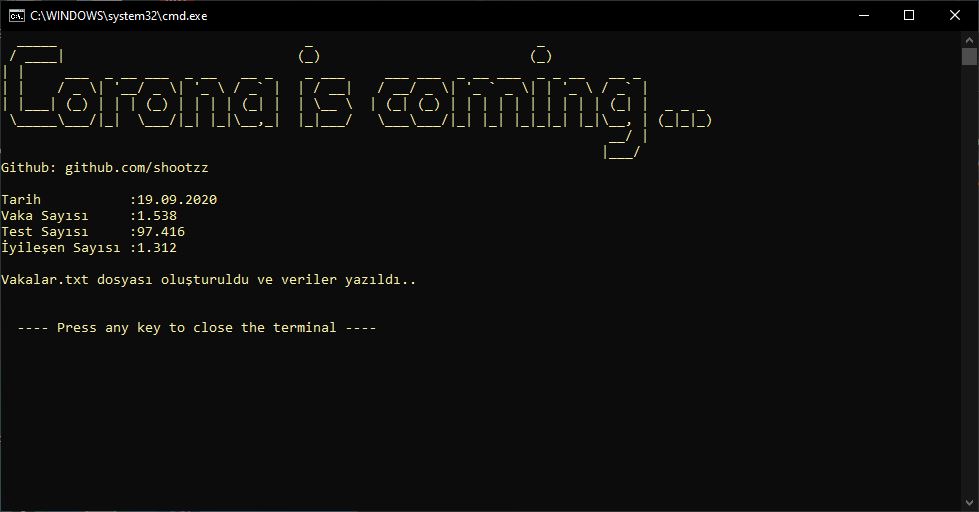 C:\WINDOWS\system32\cmd.exe
Corona is coming...
Github: github.com/shootzz
Tarih :19.09.2020
Vaka Sayısı :1.538
Test Sayısı :97.416
İyileşen Sayısı :1.312
Vakalar.txt dosyası oluşturuldu ve veriler yazıldı..
---- Press any key to close the terminal ----